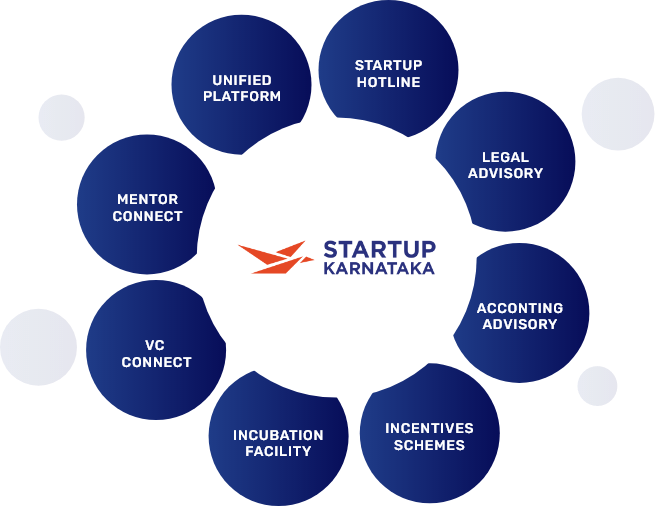 UNIFIED
PLATFORM
STARTUP
HOTLINE
LEGAL
ADVISORY
MENTOR
CONNECT
STARTUP
KARNATAKA
ACCONTING
ADVISORY
VC
CONNECT
INCUBATION
FACILITY
INCENTIVES
SCHEMES